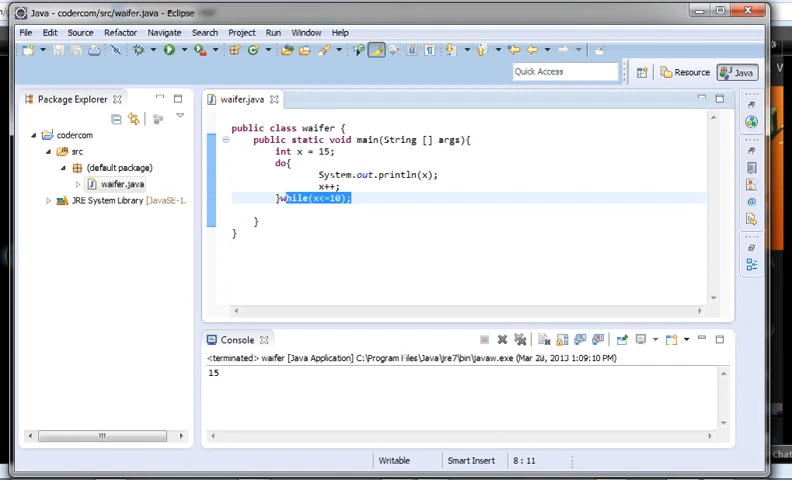 Java - codercom/src/waifer.java - Eclipse
File Edit Source Refactor Navigate Search Project Run Window Help
Quick Access
Resource
Java
Package Explorer
codercom
src
(default package)
waifer.java
JRE System Library [JavaSE-1.
waifer.java
public class waifer {
public static void main(String [] args){
int x = 15;
do{
System.out.println(x);
x++;
}while(x<=10);
}
}
Console
<terminated> waifer [Java Application] C:\Program Files\Java\jre7\bin\javaw.exe (Mar 28, 2013 1:09:10 PM)
15
Writable
Smart Insert
8 : 11
Chat